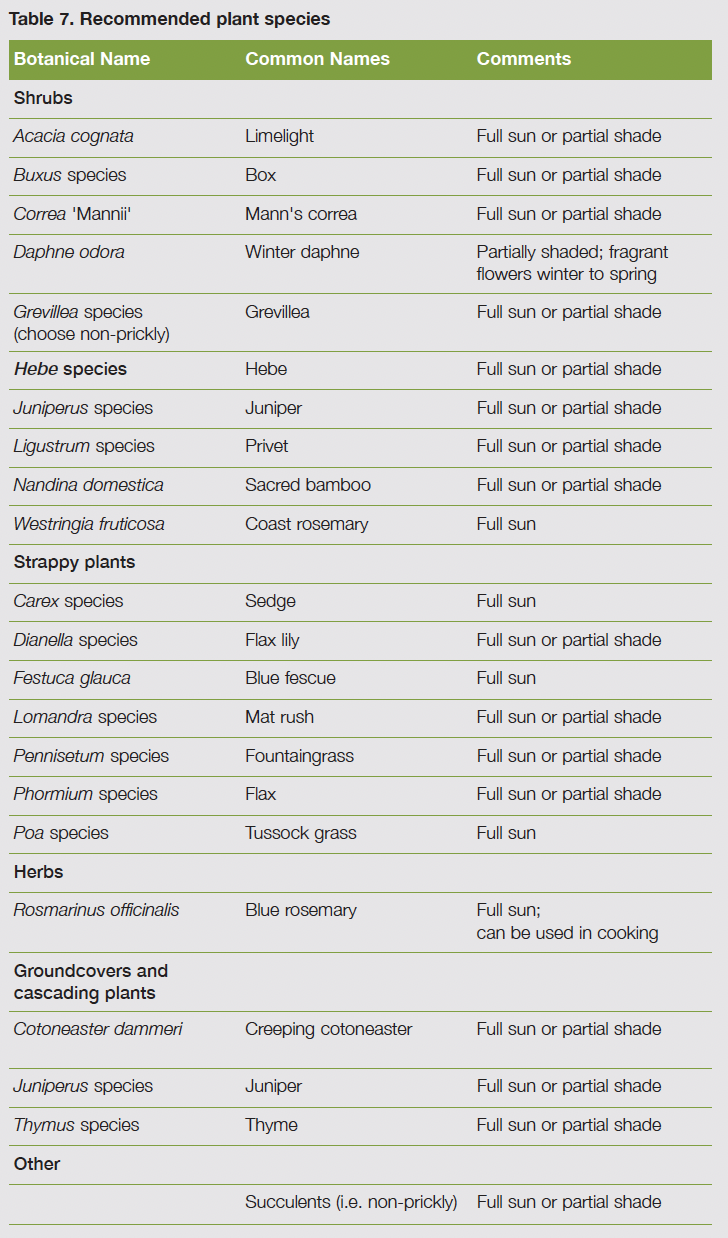 Table 7. Recommended plant species
Botanical Name Common Names Comments
Shrubs
Acacia cognata Limelight Full sun or partial shade
Buxus species Box Full sun or partial shade
Correa 'Mannii' Mann's correa Full sun or partial shade
Daphne odora Winter daphne Partially shaded; fragrant
flowers winter to spring
Grevillea species Grevillea Full sun or partial shade
(choose non-prickly)
Hebe species Hebe Full sun or partial shade
Juniperus species Juniper Full sun or partial shade
Ligustrum species Privet Full sun or partial shade
Nandina domestica Sacred bamboo Full sun or partial shade
Westringia fruticosa Coast rosemary Full sun
Strappy plants
Carex species Sedge Full sun
Dianella species Flax lily Full sun or partial shade
Festuca glauca Blue fescue Full sun
Lomandra species Mat rush Full sun or partial shade
Pennisetum species Fountaingrass Full sun or partial shade
Phormium species Flax Full sun or partial shade
Poa species Tussock grass Full sun
Herbs
Rosmarinus officinalis Blue rosemary Full sun;
can be used in cooking
Groundcovers and
cascading plants
Cotoneaster dammeri Creeping cotoneaster Full sun or partial shade
Juniperus species Juniper Full sun or partial shade
Thymus species Thyme Full sun or partial shade
Other
Succulents (i.e. non-prickly) Full sun or partial shade